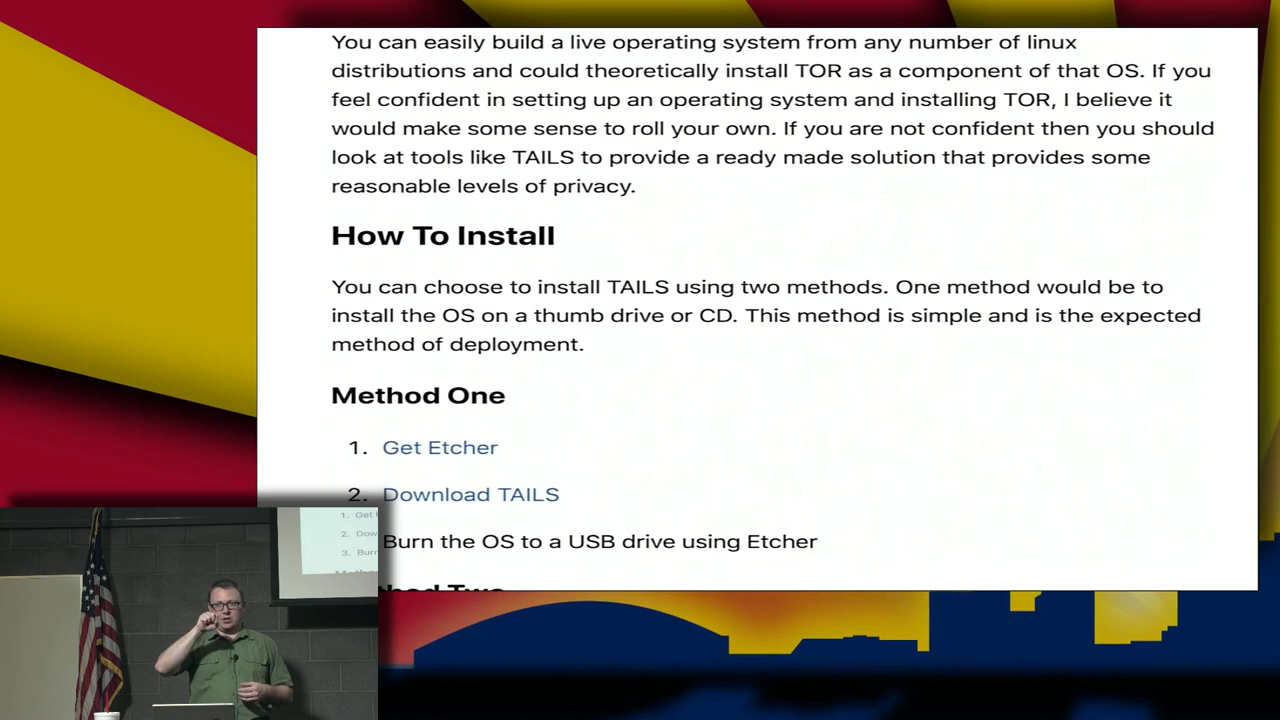 You can easily build a live operating system from any number of linux
distributions and could theoretically install TOR as a component of that OS. If you
feel confident in setting up an operating system and installing TOR, I believe it
would make some sense to roll your own. If you are not confident then you should
look at tools like TAILS to provide a ready made solution that provides some
reasonable levels of privacy.
How To Install
You can choose to install TAILS using two methods. One method would be to
install the OS on a thumb drive or CD. This method is simple and is the expected
method of deployment.
Method One
1. Get Etcher
2. Download TAILS
Burn the OS to a USB drive using Etcher
1. Get
2. Dow
3. Burn